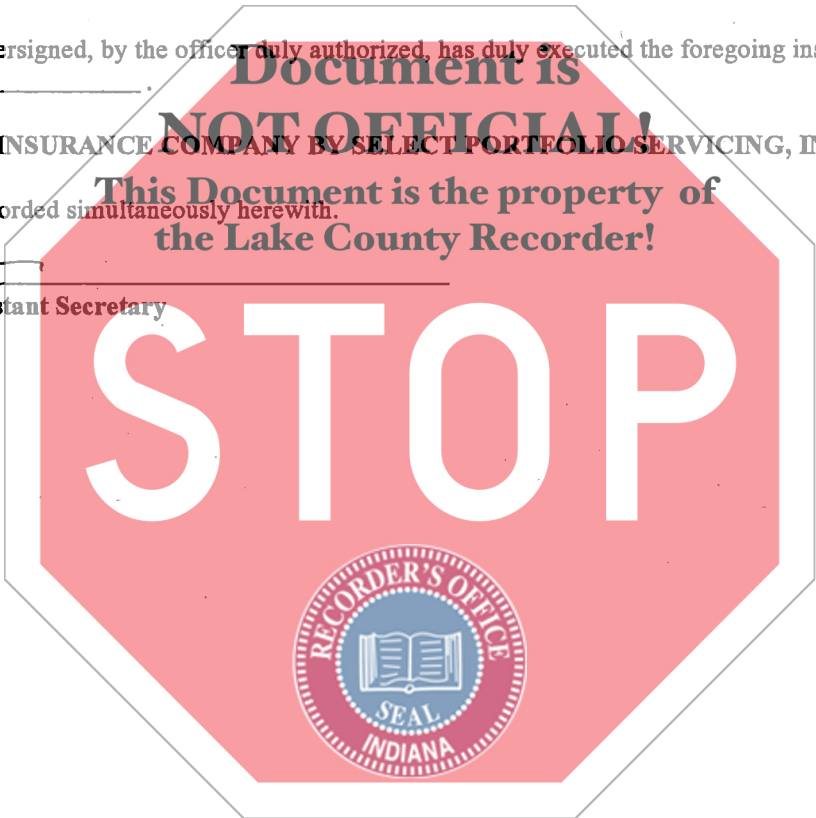 ersigned, by the officer duly authorized, has duly executed the foregoing ins
Document is
NOT OFFICIAL!
INSURANCE COMPANY BY SELECT PORTFOLIO SERVICING, IN
This Document is the property of
orded simultaneously herewith.
the Lake County Recorder!
stant Secretary
STOP
RECORDER'S OFFICE
SEAL
INDIANA